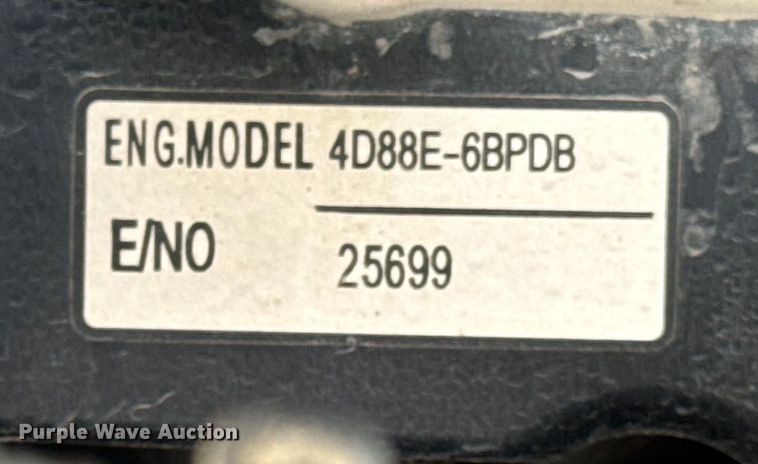 ENG.MODEL 4D88E-6BPDB
E/NO 25699
Purple Wave Auction